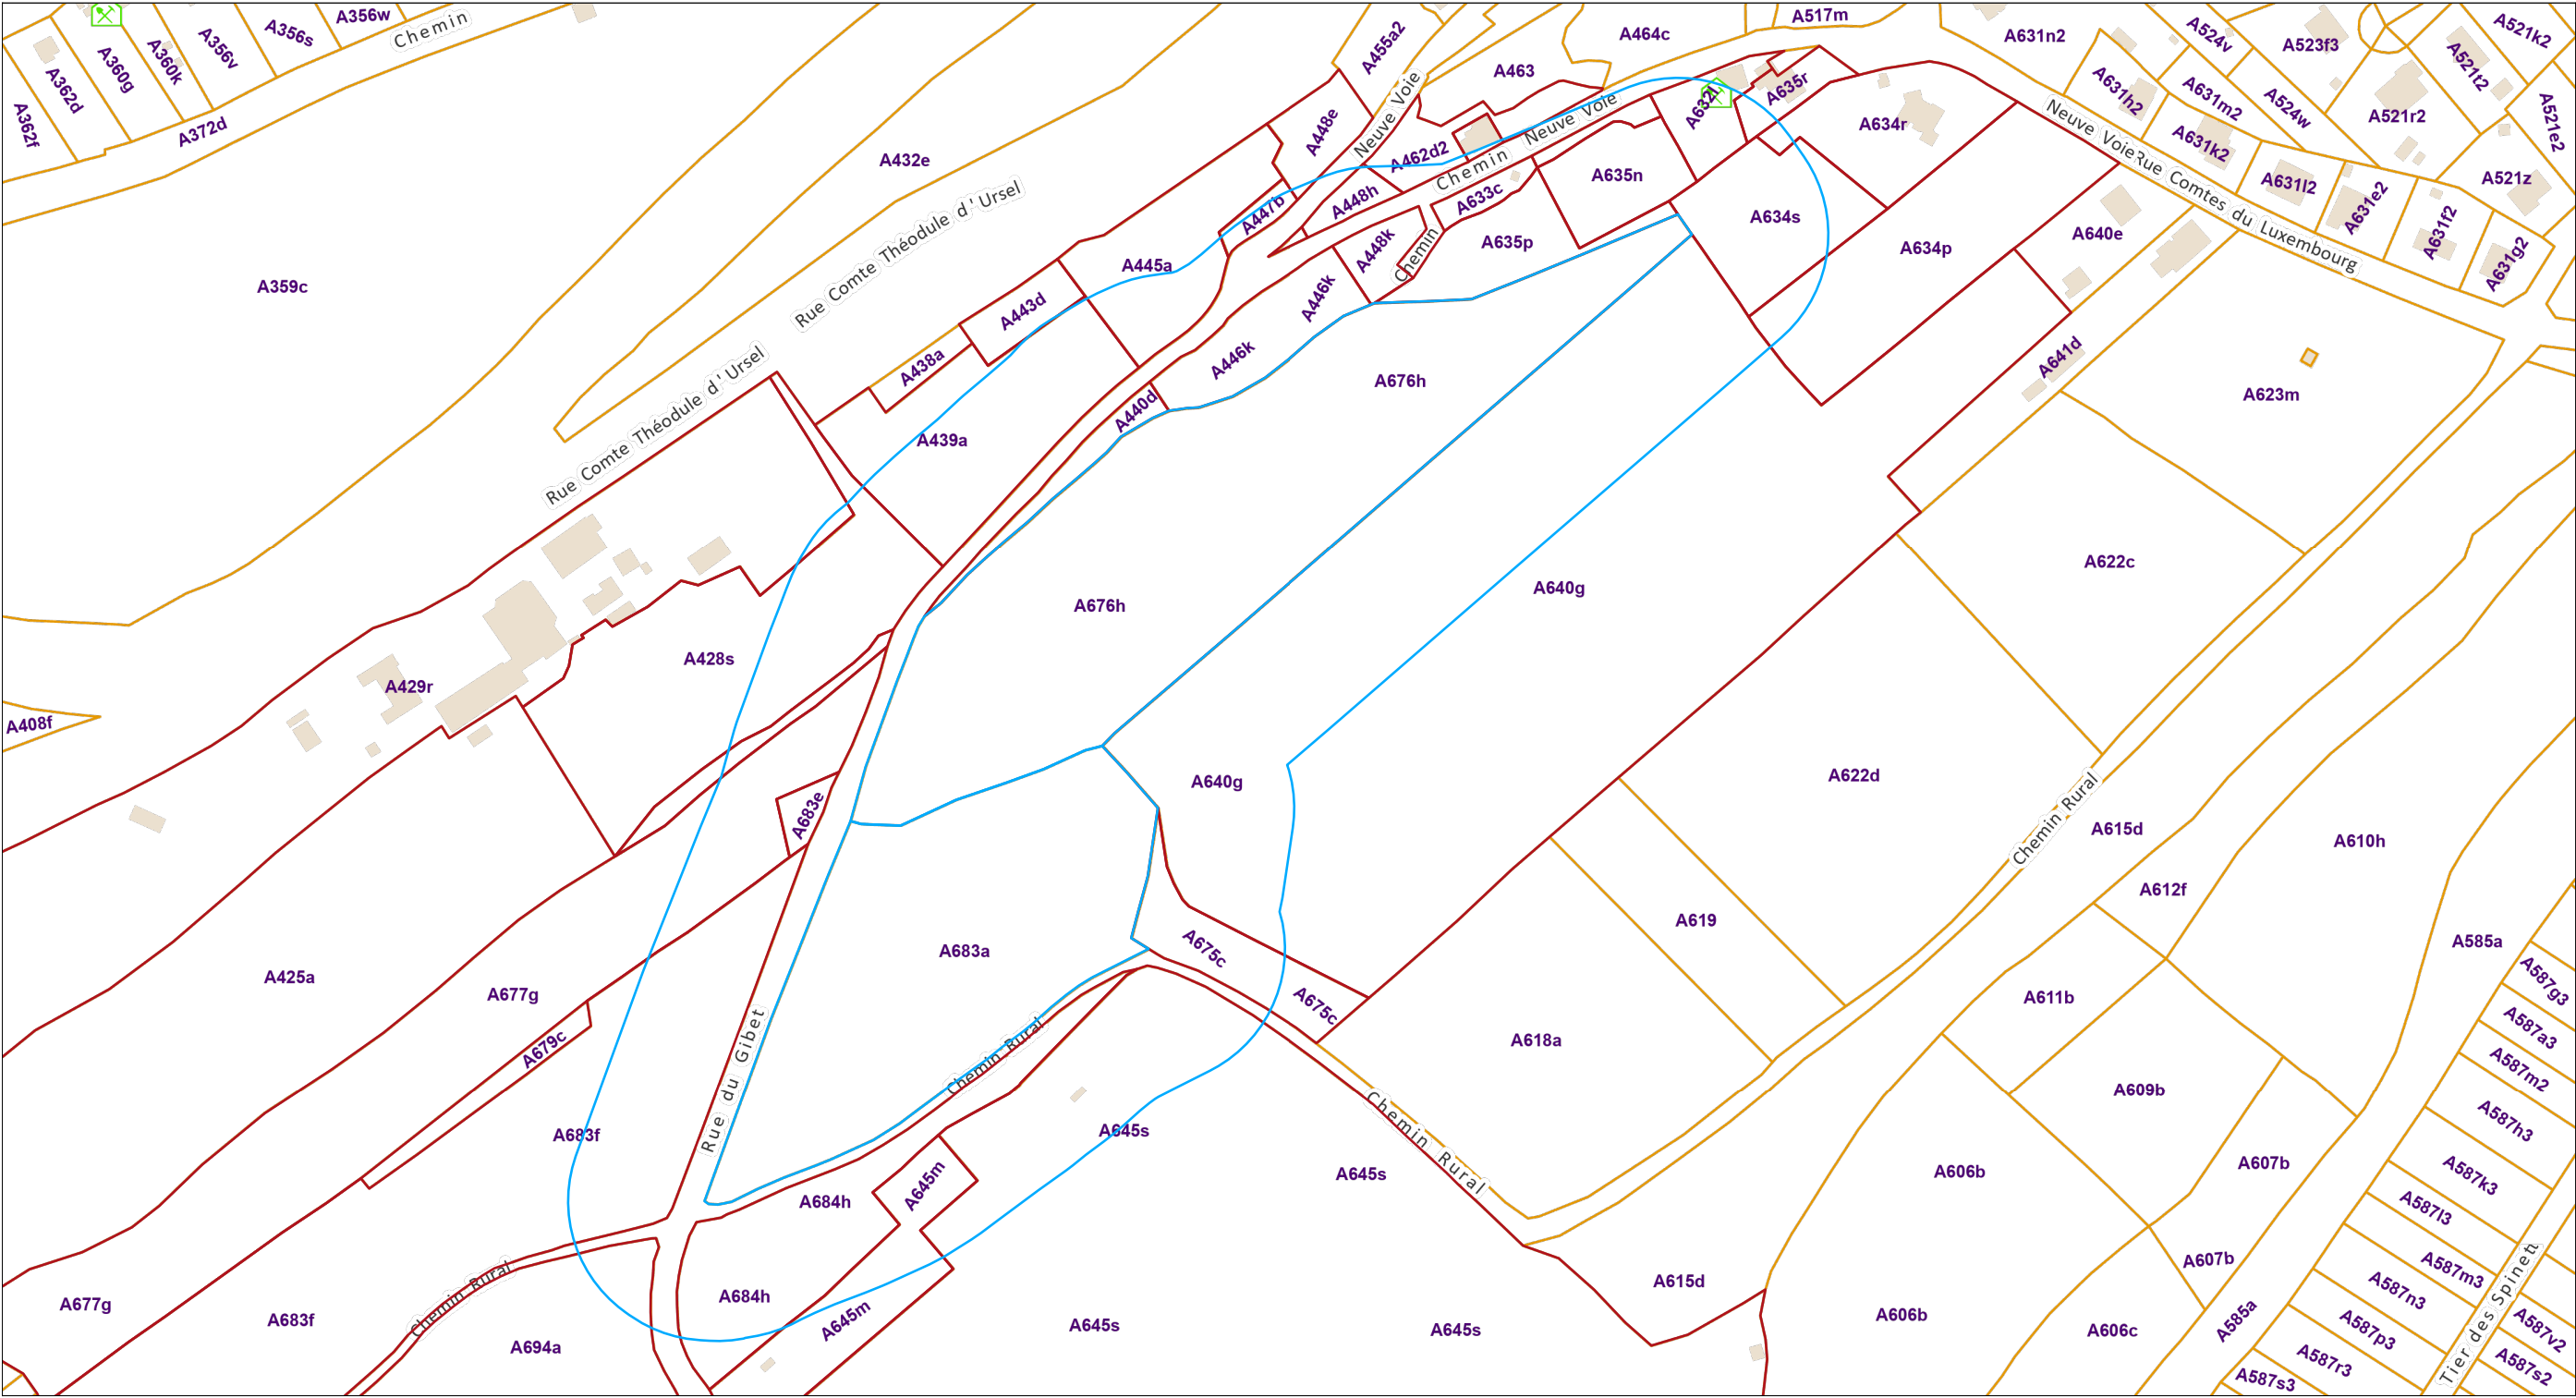 A356w
A356s
A356v
A360k
A360g
A362d
A362f
A372d
Chemin
A359c
A432e
Rue Comte Théodule d'Ursel
Rue Comte Théodule d'Ursel
A455a2
A464c
A517m
A463
A448e
Neuve Voie
A462d2
Chemin
Neuve Voie
A632l
A635r
A634r
A631n2
A524v
A523f3
A521k2
A521t2
A631h2
A631m2
A524w
A521r2
A521e2
A631k2
Neuve Voie
Rue Comtes du Luxembourg
A631l2
A631e2
A631f2
A631g2
A521z
A447b
A448h
A633c
A635n
A634s
A634p
A640e
A445a
A448k
Chemin
A635p
A443d
A446k
A446k
A438a
A440d
A439a
A676h
A641d
A623m
A676h
A640g
A622c
A428s
A429r
A408f
A640g
A622d
Chemin Rural
A615d
A610h
A612f
A683e
A619
A425a
A677g
A683a
A675c
A675c
A585a
A587g3
A611b
A587a3
A679c
Rue du Gibet
Chemin Rural
A618a
A587m2
A609b
A683f
A645s
Chemin Rural
A645s
A587h3
A587k3
A606b
A607b
A684h
A645m
A587l3
A607b
A587m3
A587n3
Chemin Rural
A677g
A684h
A615d
A645m
A683f
A645s
A645s
A606b
A606c
A585a
A587p3
A587v2
A694a
A587r3
A587s3
A587s2
Tier des Spinett